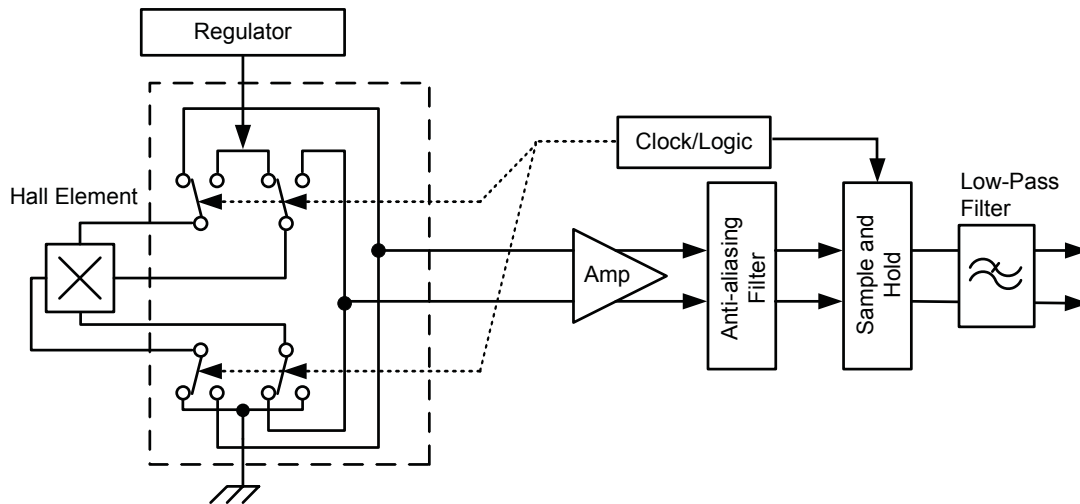 Regulator
Clock/Logic
Hall Element
Amp
Anti-aliasing
Filter
Sample and
Hold
Low-Pass
Filter